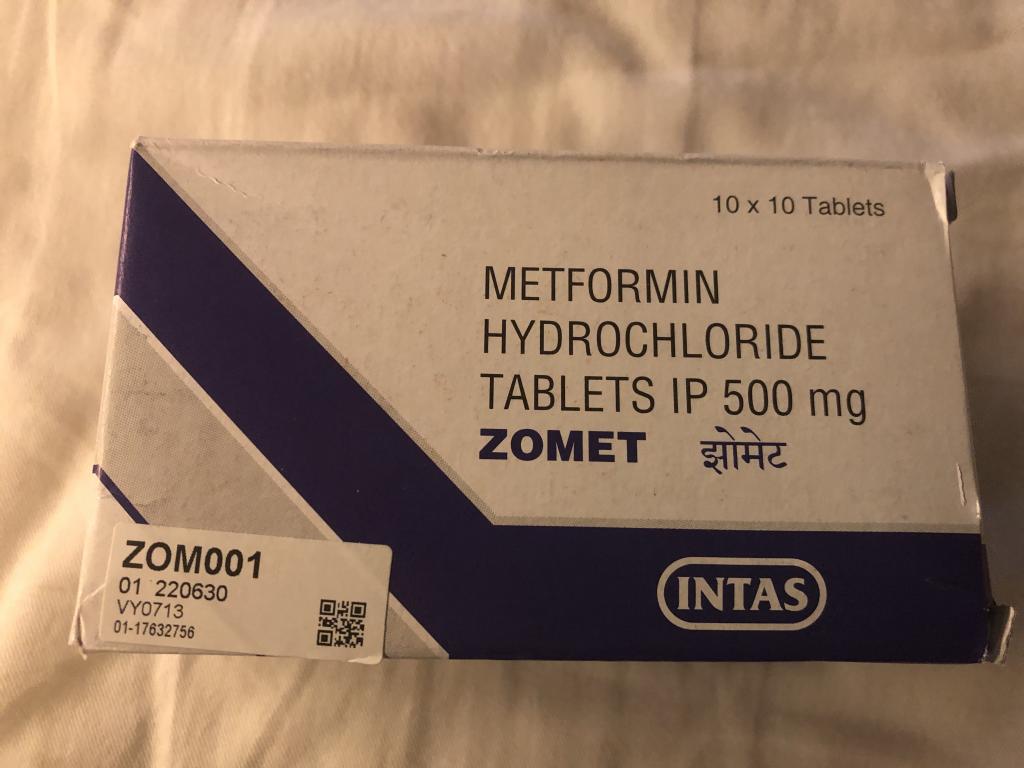 10 x 10 Tablets
METFORMIN
HYDROCHLORIDE
TABLETS IP 500 mg
ZOMET झोमेट
INTAS
ZOM001
01 220630
VY0713
01-17632756